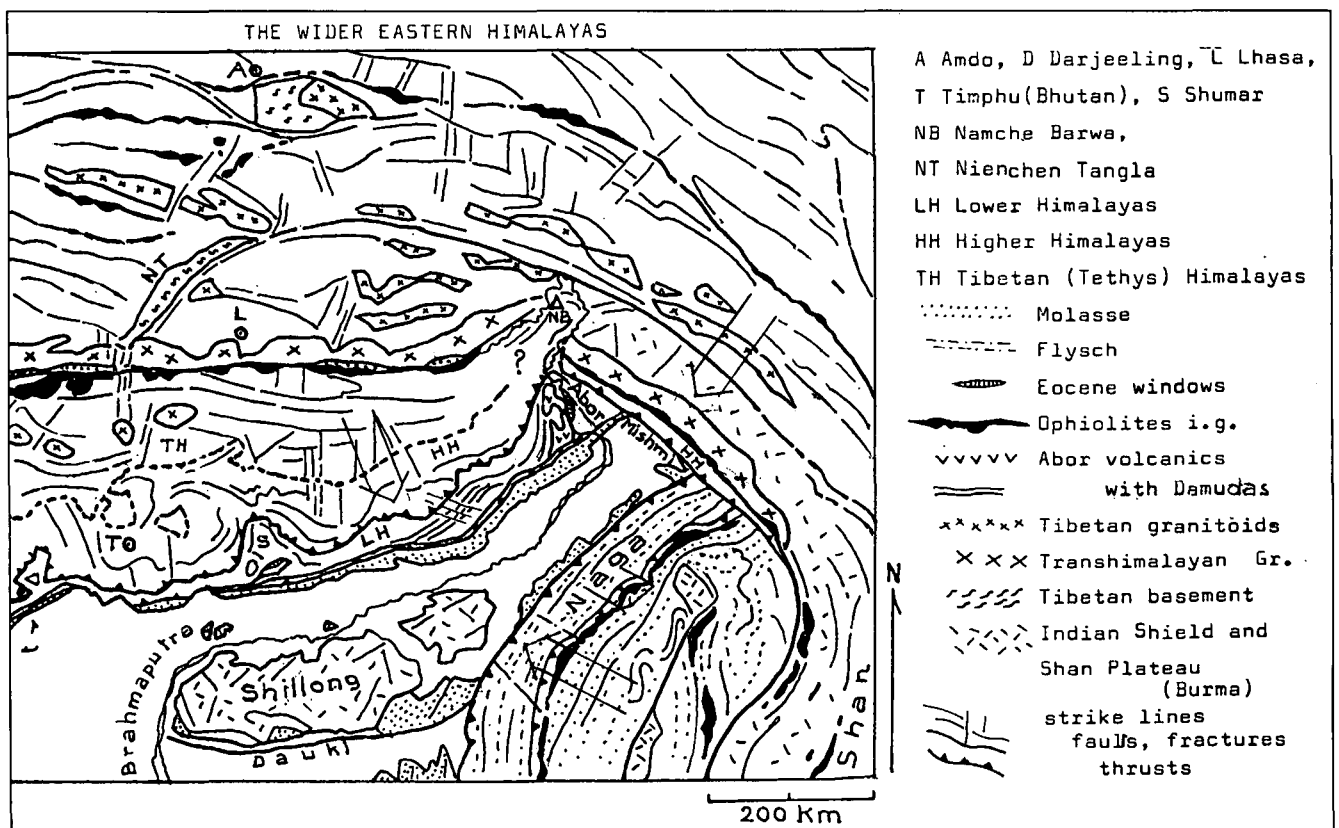 THE WIDER EASTERN HIMALAYAS
A Amdo, D Darjeeling, L Lhasa,
T Timphu(Bhutan), S Shumar
NB Namche Barwa,
NT Nienchen Tangla
LH Lower Himalayas
HH Higher Himalayas
TH Tibetan (Tethys) Himalayas
Molasse
Flysch
Eocene windows
Ophiolites i.g.
Abor volcanics
with Damudas
Tibetan granitoids
Transhimalayan Gr.
Tibetan basement
Indian Shield and
Shan Plateau
(Burma)
strike lines
faults, fractures
thrusts
A
NT
L
NB
?
Abor
Mishmi
HH
TH
HH
T
S
LH
D
Naga
Brahmaputra
Shillong
Dauki
Shan
N
200 Km